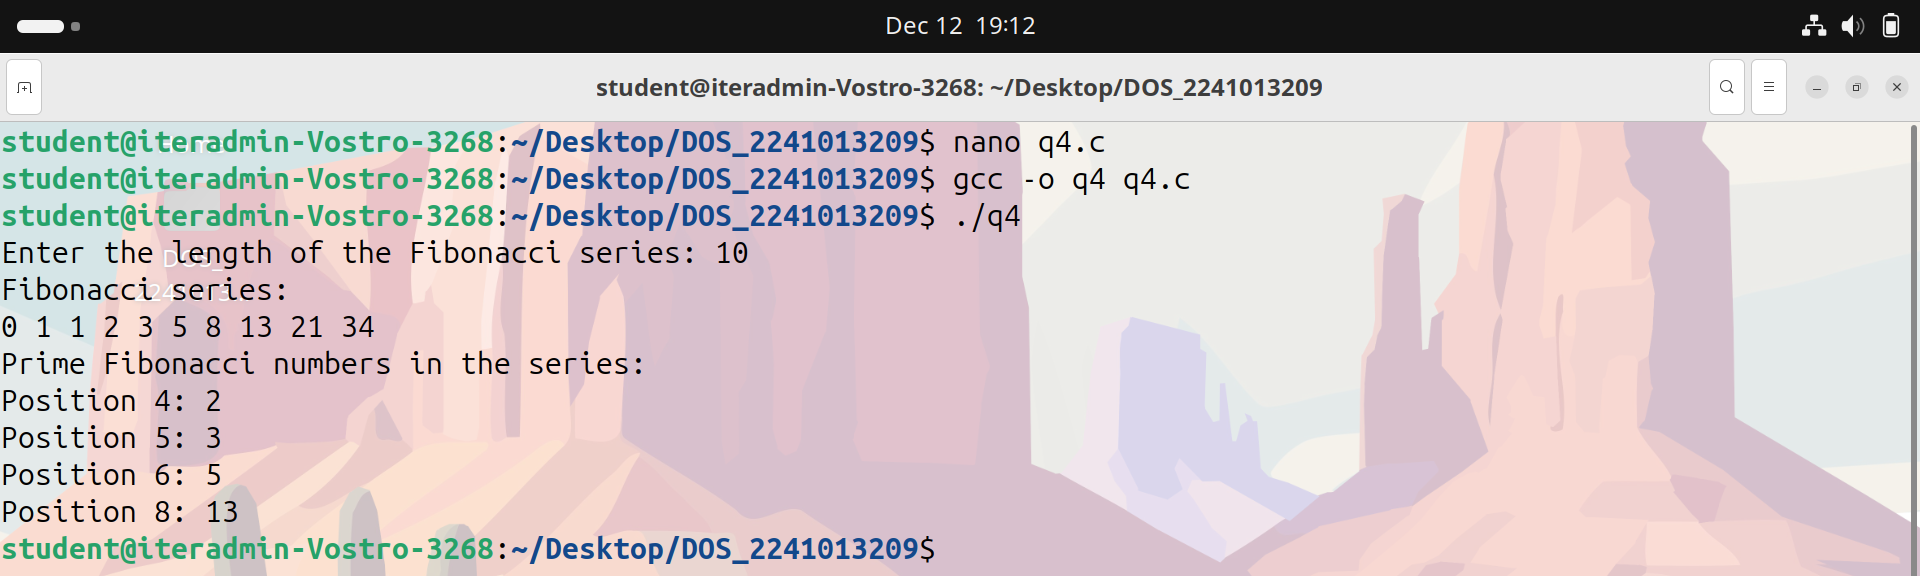 Dec 12 19:12
student@iteradmin-Vostro-3268: ~/Desktop/DOS_2241013209
student@iteradmin-Vostro-3268:~/Desktop/DOS_2241013209$ nano q4.c
student@iteradmin-Vostro-3268:~/Desktop/DOS_2241013209$ gcc -o q4 q4.c
student@iteradmin-Vostro-3268:~/Desktop/DOS_2241013209$ ./q4
Enter the length of the Fibonacci series: 10
Fibonacci series:
0 1 1 2 3 5 8 13 21 34
Prime Fibonacci numbers in the series:
Position 4: 2
Position 5: 3
Position 6: 5
Position 8: 13
student@iteradmin-Vostro-3268:~/Desktop/DOS_2241013209$